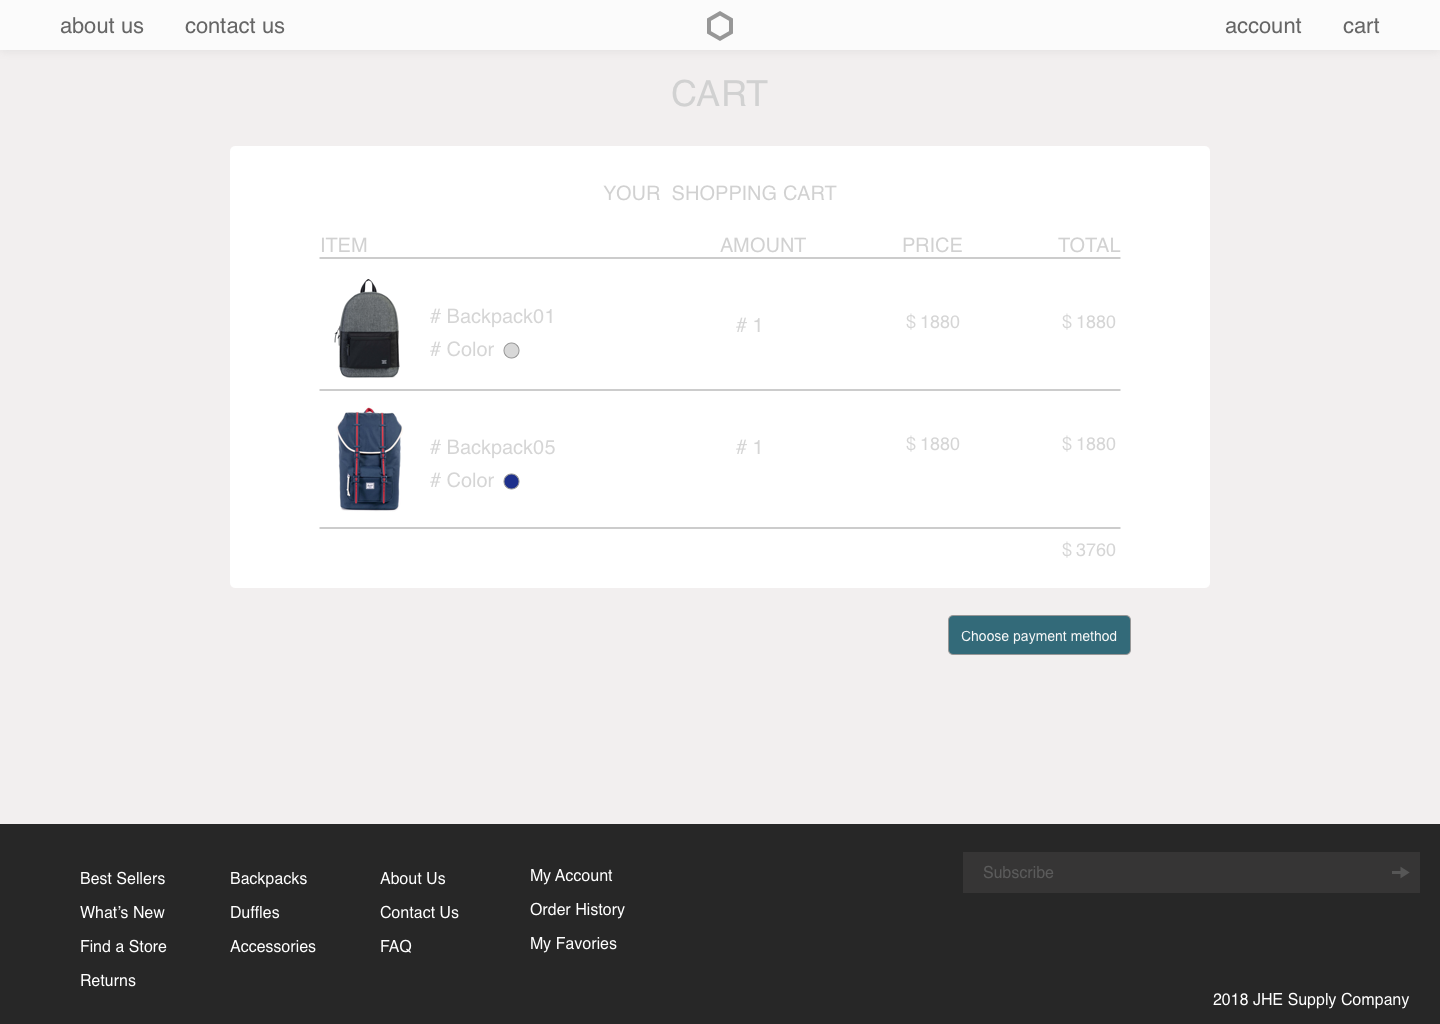 about us contact us account cart
CART
YOUR SHOPPING CART
ITEM AMOUNT PRICE TOTAL
# Backpack01 # 1 $ 1880 $ 1880
# Color
# Backpack05 # 1 $ 1880 $ 1880
# Color
$ 3760
Choose payment method
Best Sellers
What's New
Find a Store
Returns
Backpacks
Duffles
Accessories
About Us
Contact Us
FAQ
My Account
Order History
My Favories
Subscribe
2018 JHE Supply Company